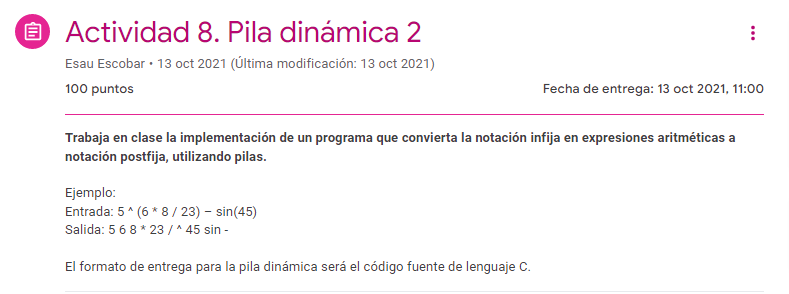 Actividad 8. Pila dinámica 2
Esau Escobar • 13 oct 2021 (Última modificación: 13 oct 2021)
100 puntos
Fecha de entrega: 13 oct 2021, 11:00
Trabaja en clase la implementación de un programa que convierta la notación infija en expresiones aritméticas a
notación postfija, utilizando pilas.
Ejemplo:
Entrada: 5 ^ (6 * 8 / 23) – sin(45)
Salida: 5 6 8 * 23 / ^ 45 sin -
El formato de entrega para la pila dinámica será el código fuente de lenguaje C.